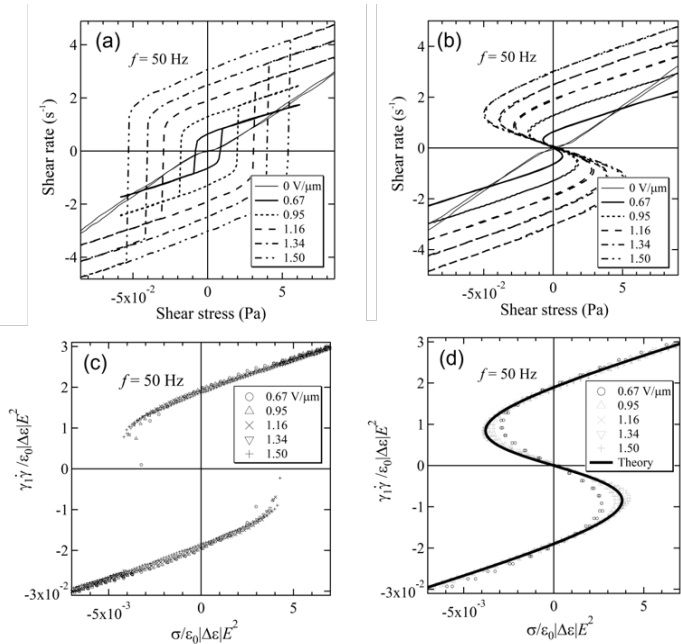 (a)
f = 50 Hz
Shear rate (s⁻¹)
4
2
0
-2
-4
0 V/μm
0.67
0.95
1.16
1.34
1.50
-5x10⁻²
0
5
Shear stress (Pa)
(b)
f = 50 Hz
Shear rate (s⁻¹)
4
2
0
-2
-4
0 V/μm
0.67
0.95
1.16
1.34
1.50
-5x10⁻²
0
5
Shear stress (Pa)
(c)
f = 50 Hz
γ₁γ̇/ε₀|Δε|E²
3
2
1
0
-1
-2
-3x10⁻²
0.67 V/μm
0.95
1.16
1.34
1.50
-5x10⁻³
0
5
σ/ε₀|Δε|E²
(d)
f = 50 Hz
γ₁γ̇/ε₀|Δε|E²
3
2
1
0
-1
-2
-3x10⁻²
0.67 V/μm
0.95
1.16
1.34
1.50
Theory
-5x10⁻³
0
5
σ/ε₀|Δε|E²